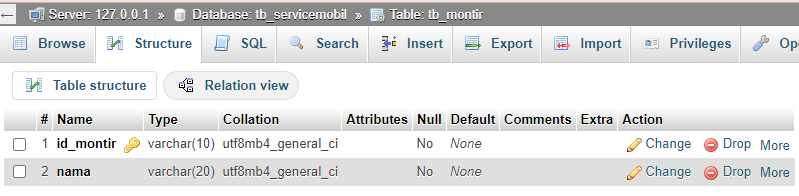 Server: 127.0.0.1 » Database: tb_servicemobil » Table: tb_montir
Browse Structure SQL Search Insert Export Import Privileges Ope
Table structure Relation view
# Name Type Collation Attributes Null Default Comments Extra Action
1 id_montir varchar(10) utf8mb4_general_ci No None Change Drop More
2 nama varchar(20) utf8mb4_general_ci No None Change Drop More